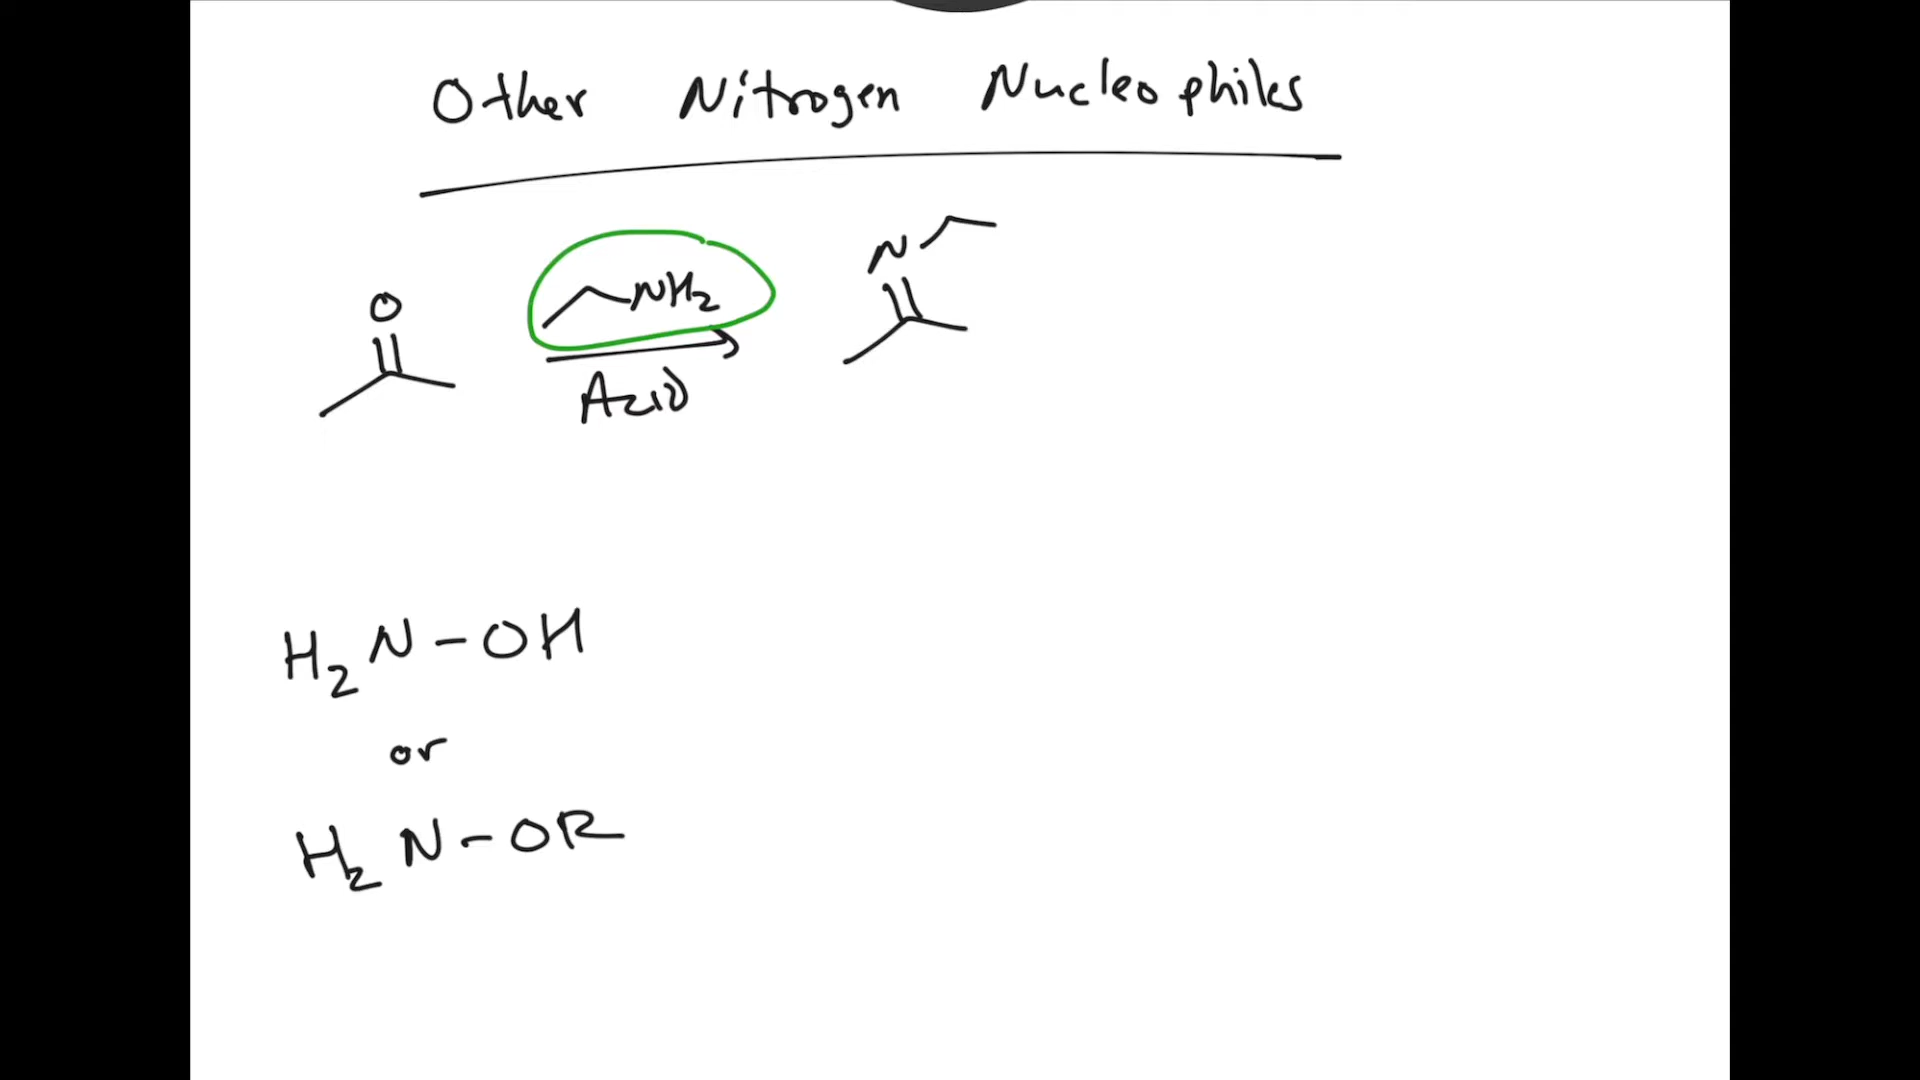 Other Nitrogen Nucleophiles
N
O
NH2
Acid
H2N-OH
or
H2N-OR